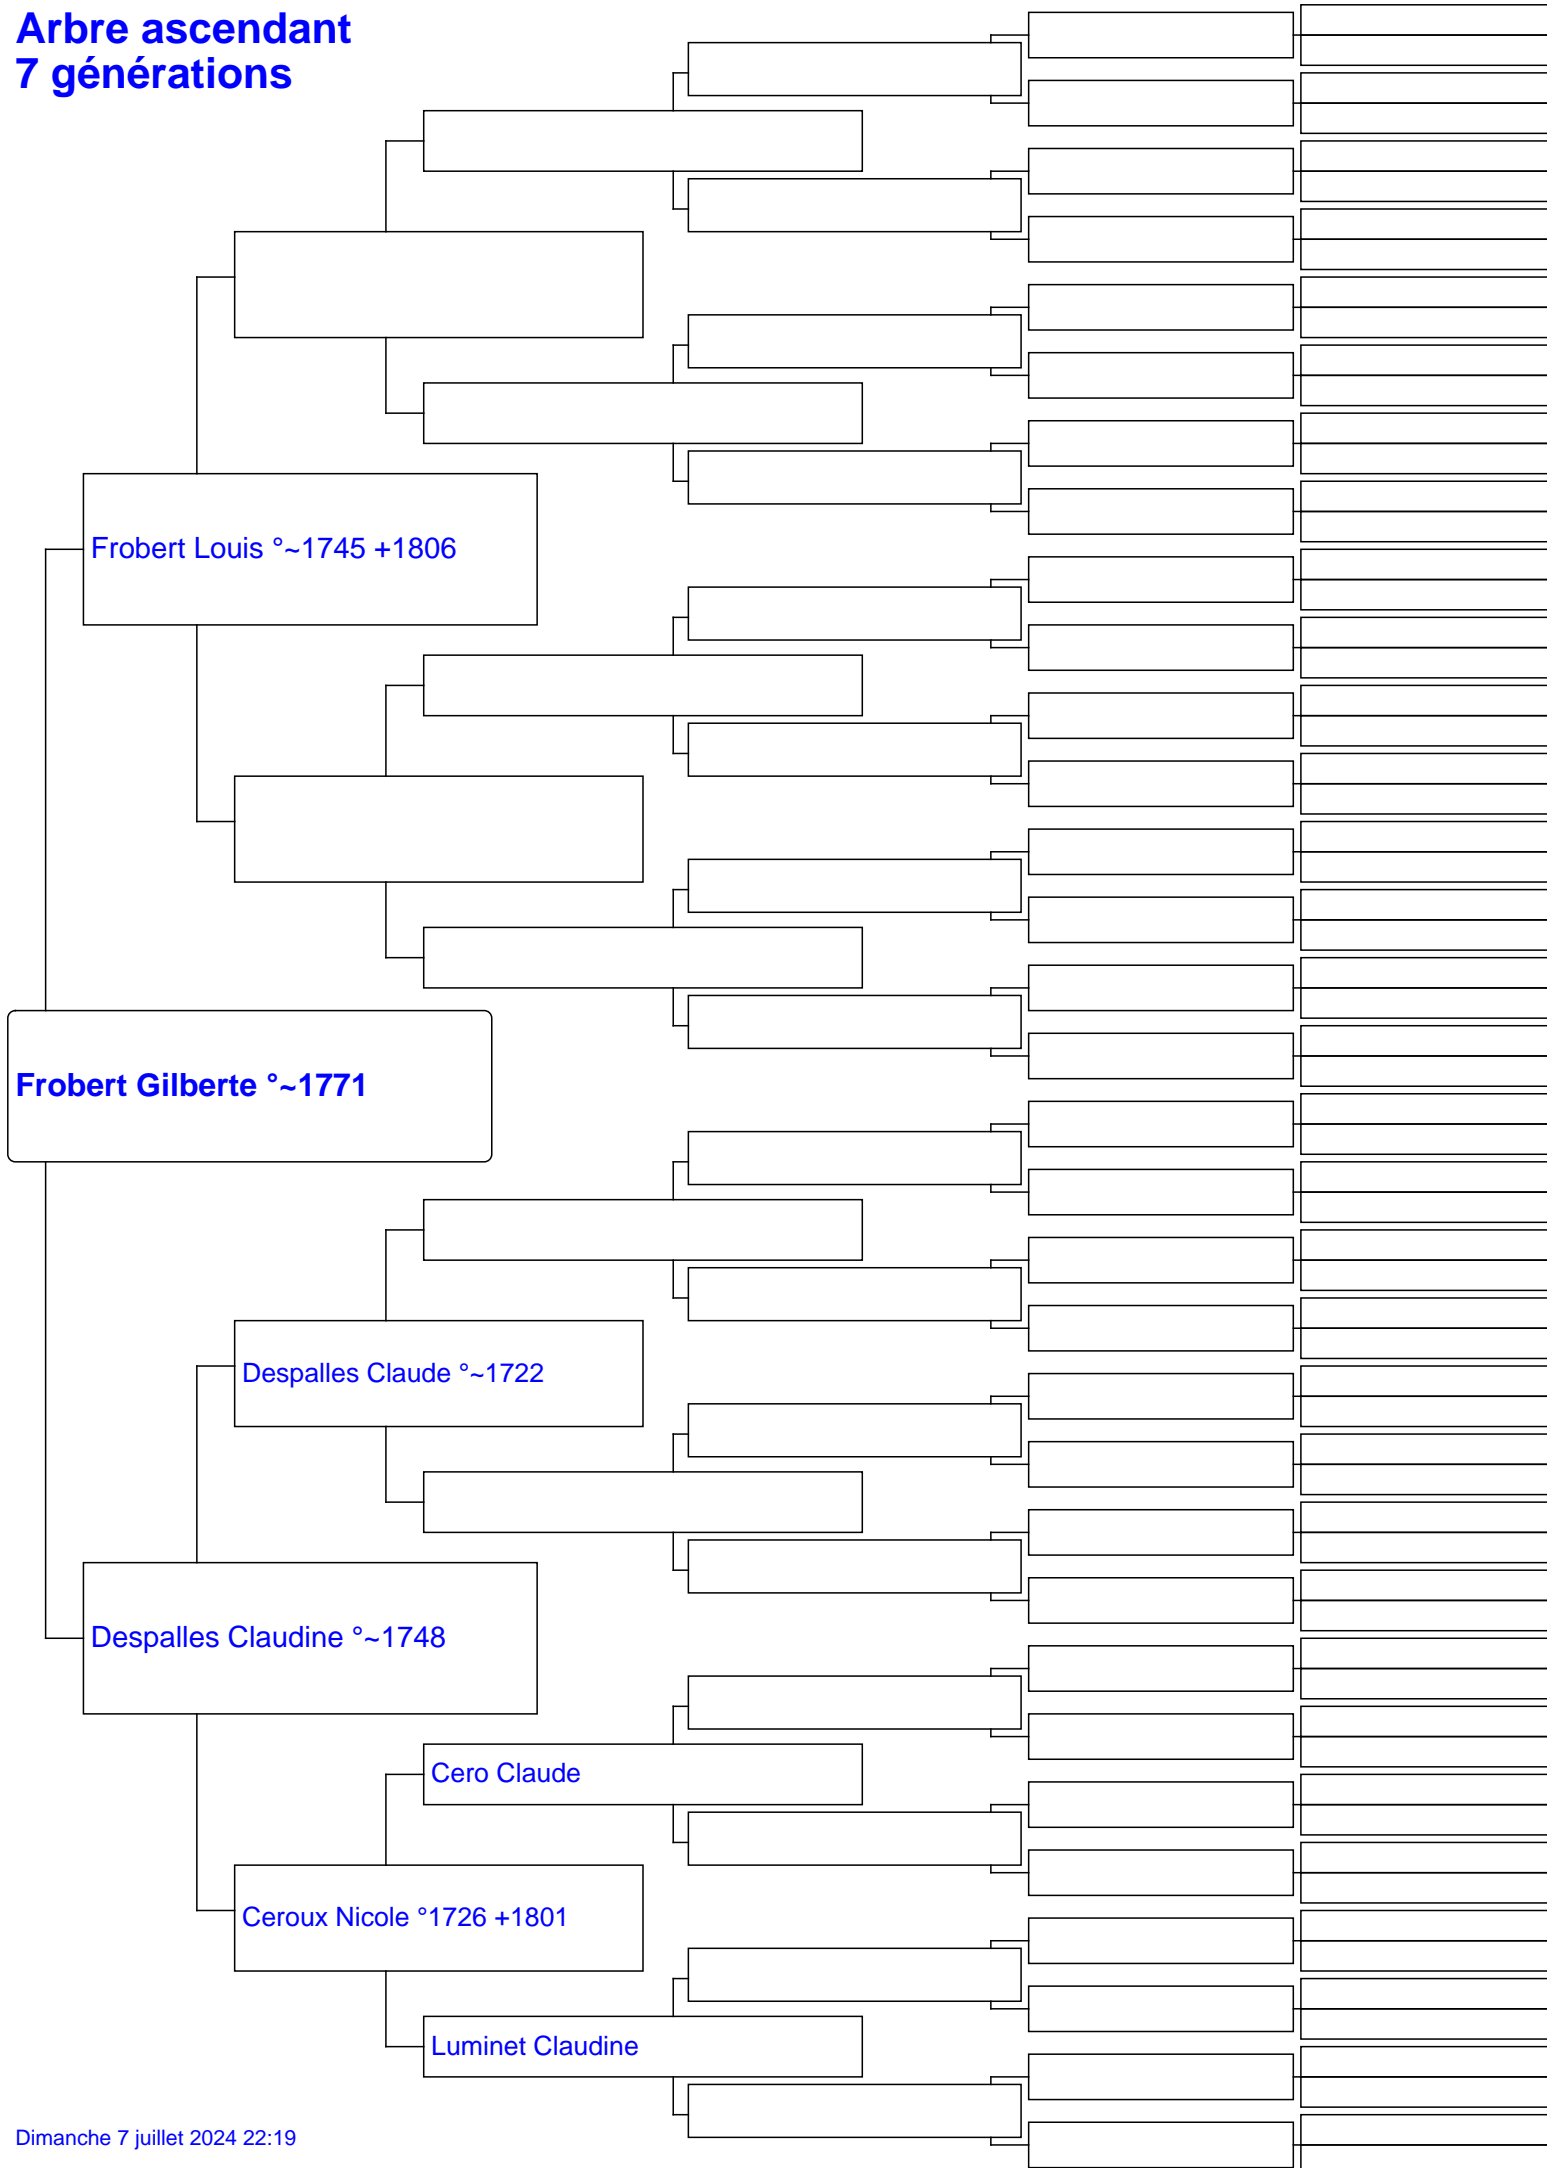 Arbre ascendant
7 générations
Frobert Louis °~1745 +1806
Frobert Gilberte °~1771
Despalles Claude °~1722
Despalles Claudine °~1748
Cero Claude
Ceroux Nicole °1726 +1801
Luminet Claudine
Dimanche 7 juillet 2024 22:19